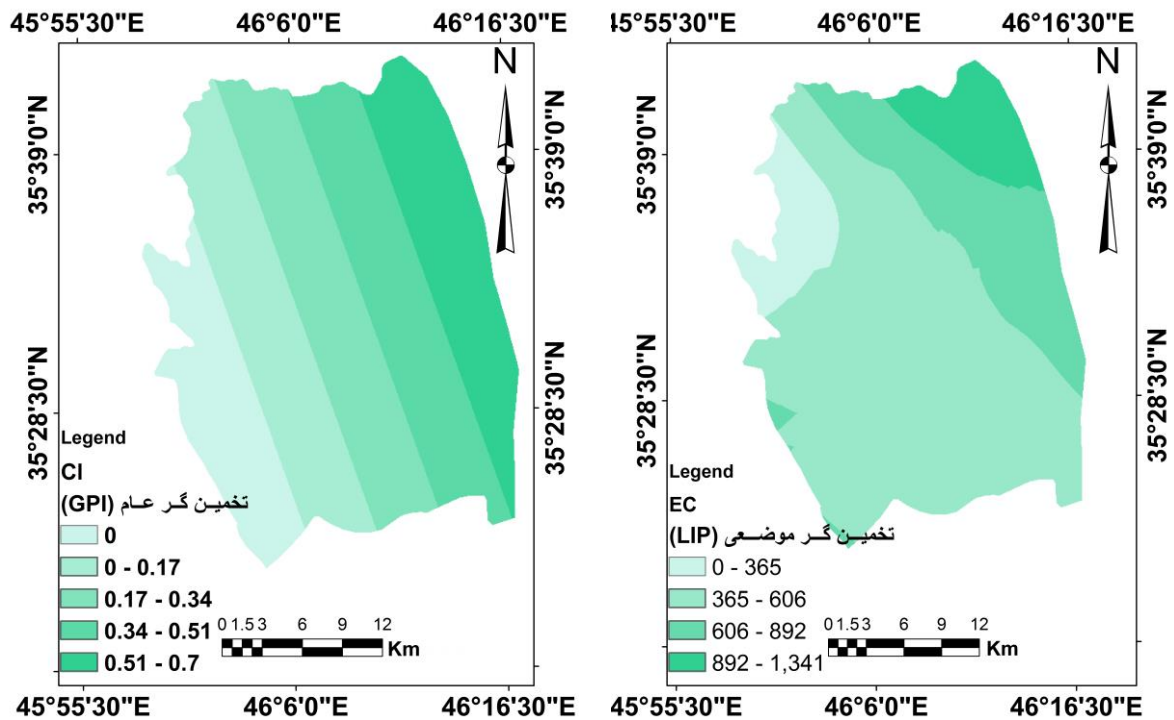 45°55'30"E 46°6'0"E 46°16'30"E
N
35°39'0"N
35°39'0"N
35°28'30"N
35°28'30"N
Legend
Cl
تخمین گر عام (GPI)
0
0 - 0.17
0.17 - 0.34
0.34 - 0.51
0.51 - 0.7
0 1.5 3 6 9 12
Km
45°55'30"E 46°6'0"E 46°16'30"E
45°55'30"E 46°6'0"E 46°16'30"E
N
35°39'0"N
35°39'0"N
35°28'30"N
35°28'30"N
Legend
EC
تخمین گر موضعی (LIP)
0 - 365
365 - 606
606 - 892
892 - 1,341
0 1.5 3 6 9 12
Km
45°55'30"E 46°6'0"E 46°16'30"E